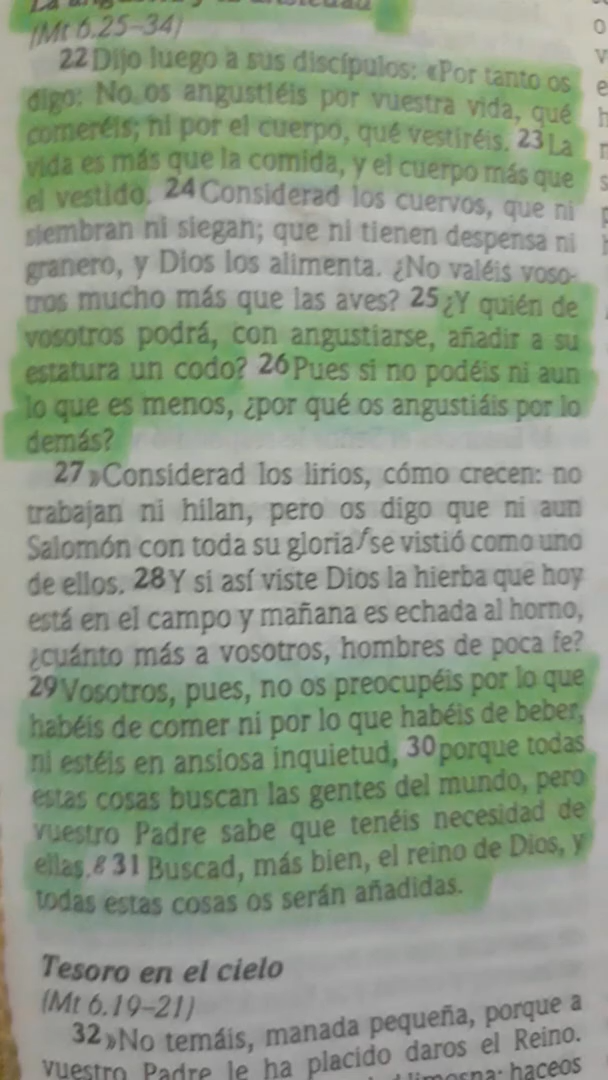 La angustia y la ansiedad
(Mt 6.25–34)
22 Dijo luego a sus discípulos: «Por tanto os
digo: No os angustiéis por vuestra vida, qué
comeréis; ni por el cuerpo, qué vestiréis. 23 La
vida es más que la comida, y el cuerpo más que
el vestido. 24 Considerad los cuervos, que ni
siembran ni siegan; que ni tienen despensa ni
granero, y Dios los alimenta. ¿No valéis voso-
tros mucho más que las aves? 25 ¿Y quién de
vosotros podrá, con angustiarse, añadir a su
estatura un codo? 26 Pues si no podéis ni aun
lo que es menos, ¿por qué os angustiáis por lo
demás?
27 »Considerad los lirios, cómo crecen: no
trabajan ni hilan, pero os digo que ni aun
Salomón con toda su gloria f se vistió como uno
de ellos. 28 Y si así viste Dios la hierba que hoy
está en el campo y mañana es echada al horno,
¿cuánto más a vosotros, hombres de poca fe?
29 Vosotros, pues, no os preocupéis por lo que
habéis de comer ni por lo que habéis de beber,
ni estéis en ansiosa inquietud, 30 porque todas
estas cosas buscan las gentes del mundo, pero
vuestro Padre sabe que tenéis necesidad de
ellas. g 31 Buscad, más bien, el reino de Dios, y
todas estas cosas os serán añadidas.
Tesoro en el cielo
(Mt 6.19–21)
32 »No temáis, manada pequeña, porque a
vuestro Padre le ha placido daros el Reino.
limosna; haceos